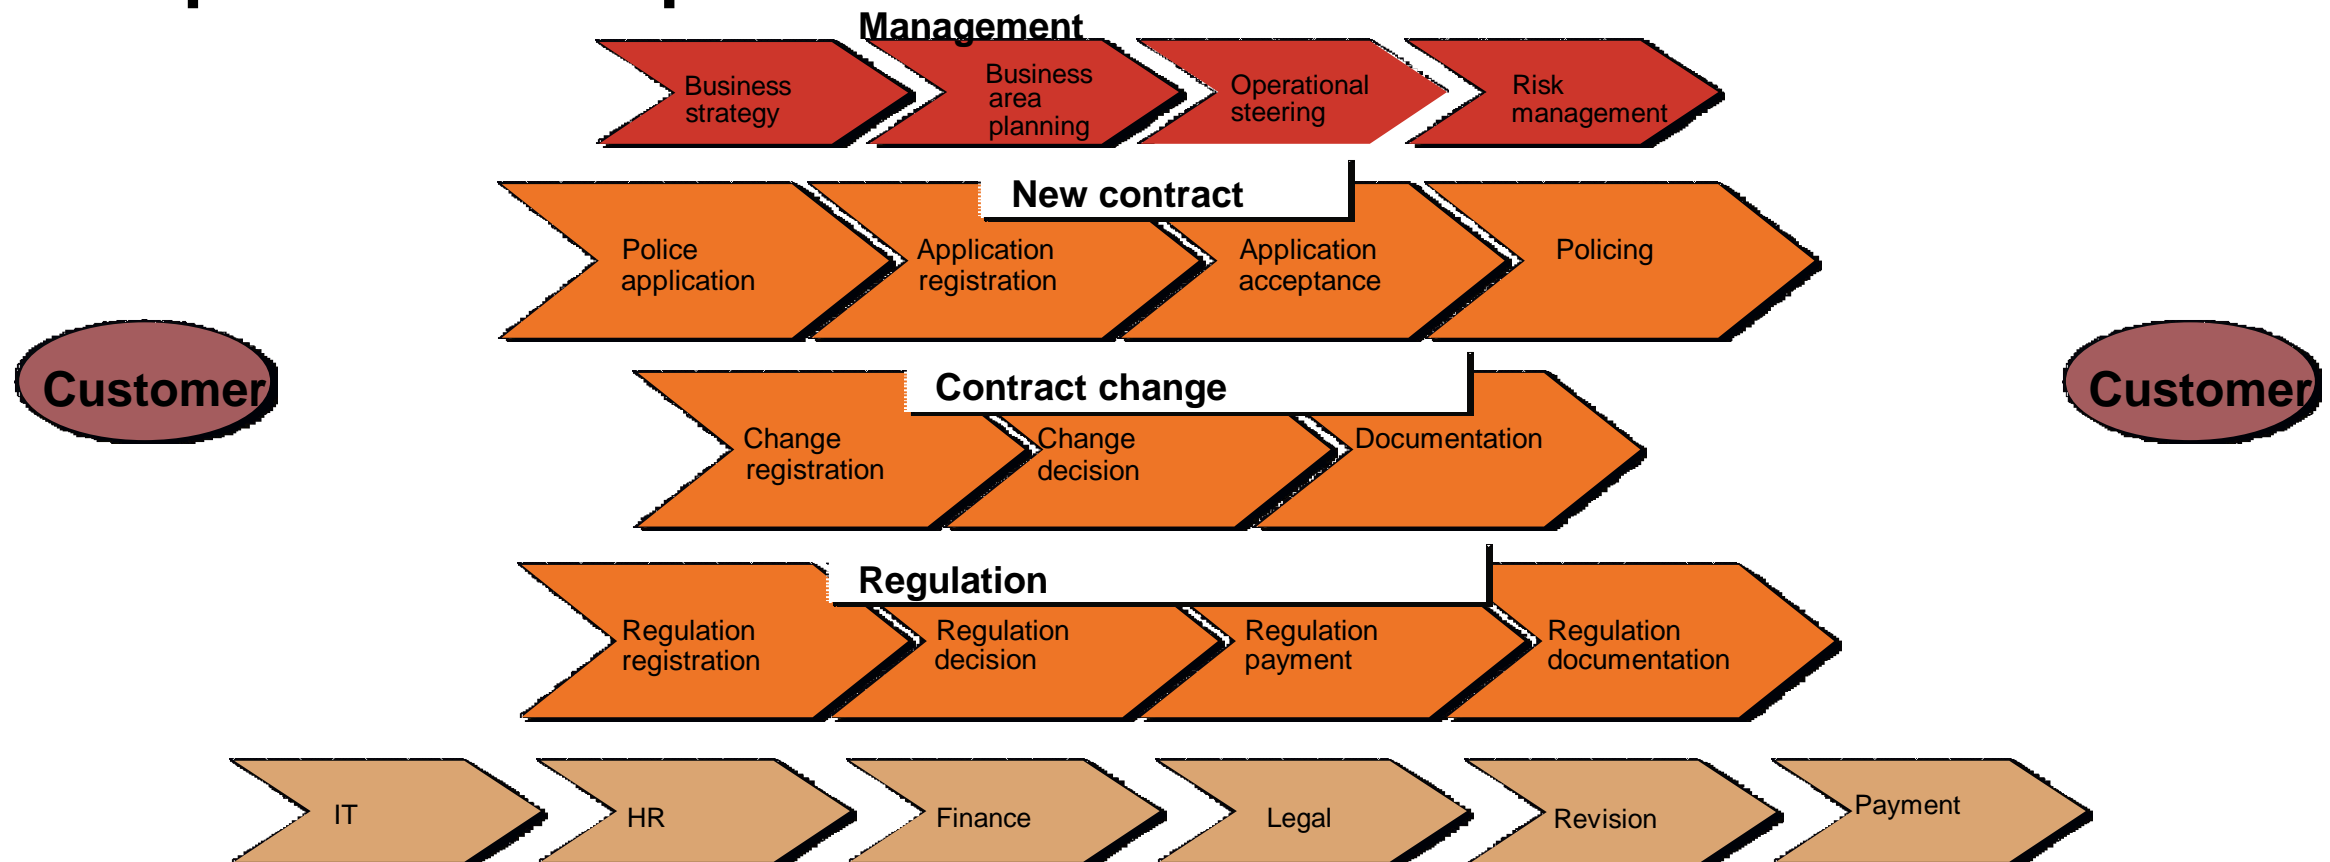 Management
Business
strategy
Business
area
planning
Operational
steering
Risk
management
New contract
Police
application
Application
registration
Application
acceptance
Policing
Customer
Customer
Contract change
Change
registration
Change
decision
Documentation
Regulation
Regulation
registration
Regulation
decision
Regulation
payment
Regulation
documentation
IT
HR
Finance
Legal
Revision
Payment